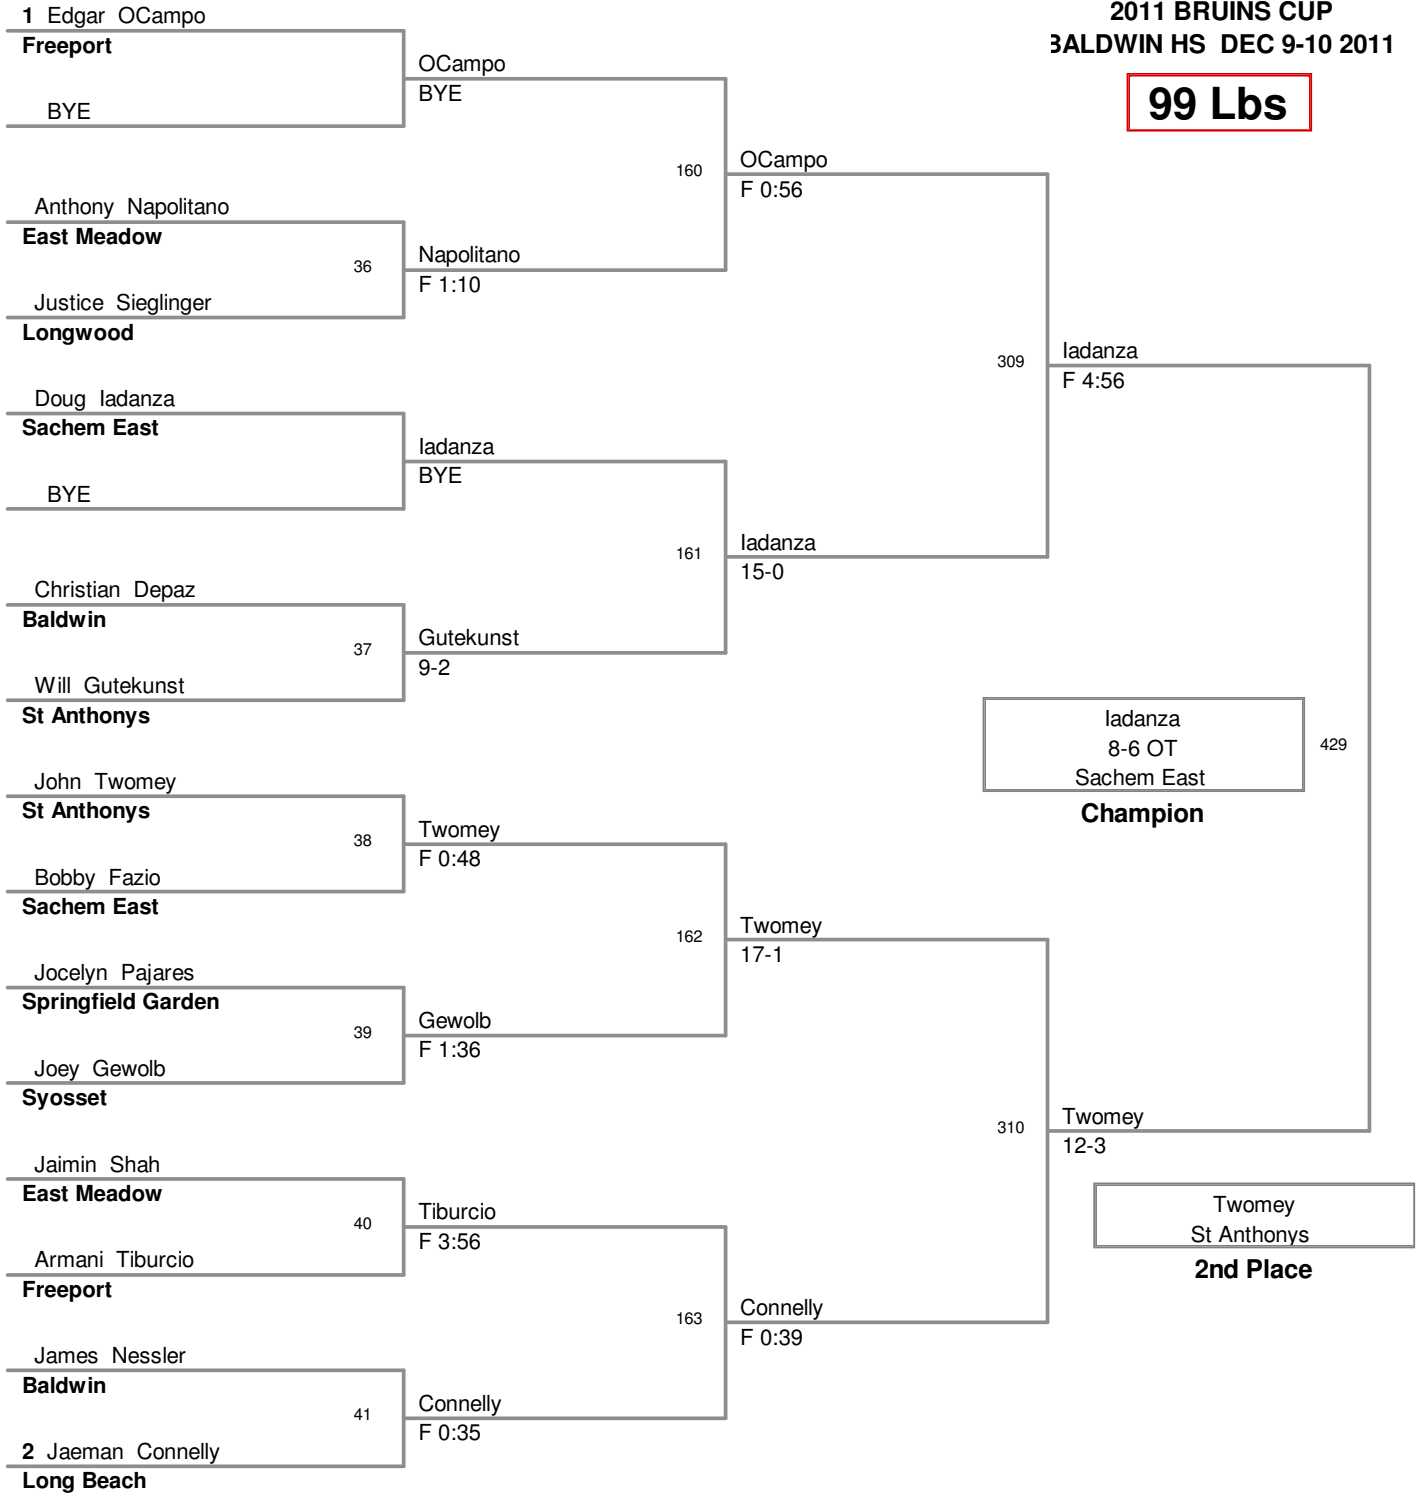 2011 BRUINS CUP
BALDWIN HS DEC 9-10 2011
99 Lbs
1 Edgar OCampo
Freeport
BYE
Anthony Napolitano
East Meadow
36
Justice Sieglinger
Longwood
Doug Iadanza
Sachem East
BYE
Christian Depaz
Baldwin
37
Will Gutekunst
St Anthonys
John Twomey
St Anthonys
38
Bobby Fazio
Sachem East
Jocelyn Pajares
Springfield Garden
39
Joey Gewolb
Syosset
Jaimin Shah
East Meadow
40
Armani Tiburcio
Freeport
James Nessler
Baldwin
41
2 Jaeman Connelly
Long Beach
OCampo
BYE
160
Napolitano
F 1:10
Iadanza
BYE
161
Gutekunst
9-2
Twomey
F 0:48
162
Gewolb
F 1:36
Tiburcio
F 3:56
163
Connelly
F 0:35
OCampo
F 0:56
309
Iadanza
15-0
Twomey
17-1
310
Connelly
F 0:39
Iadanza
F 4:56
Iadanza
8-6 OT
Sachem East
429
Champion
Twomey
12-3
Twomey
St Anthonys
2nd Place